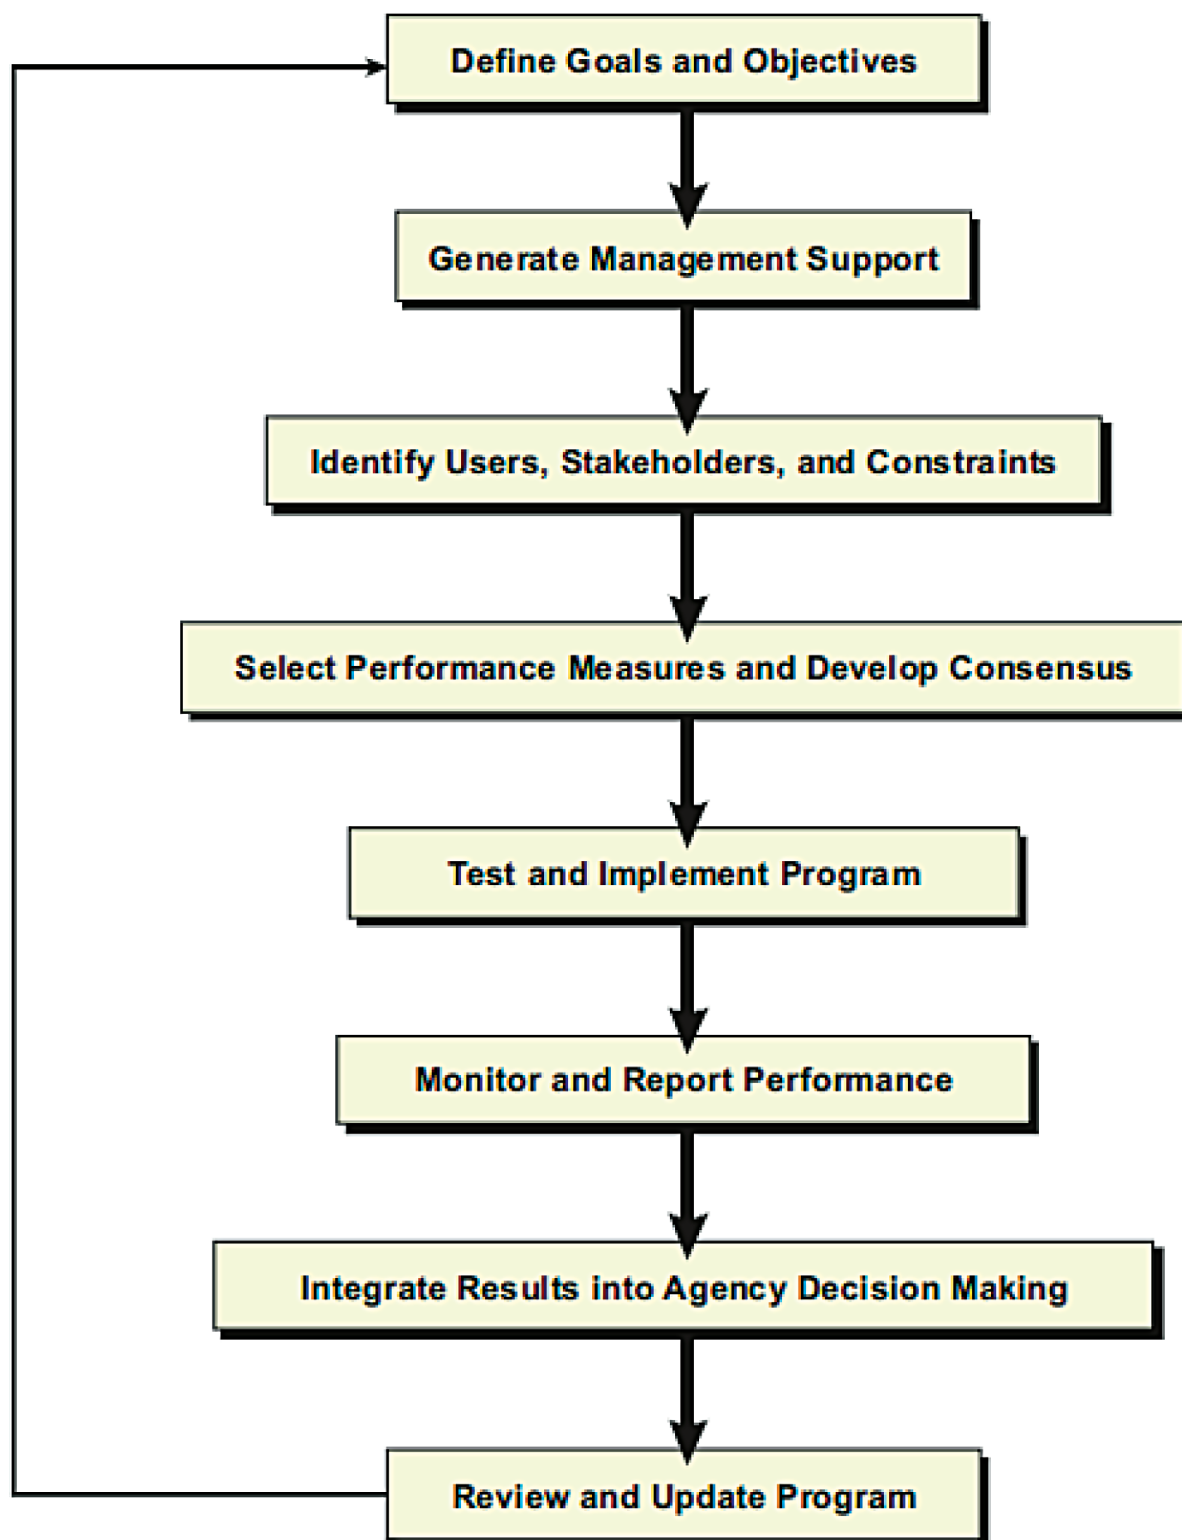 Define Goals and Objectives
Generate Management Support
Identify Users, Stakeholders, and Constraints
Select Performance Measures and Develop Consensus
Test and Implement Program
Monitor and Report Performance
Integrate Results into Agency Decision Making
Review and Update Program